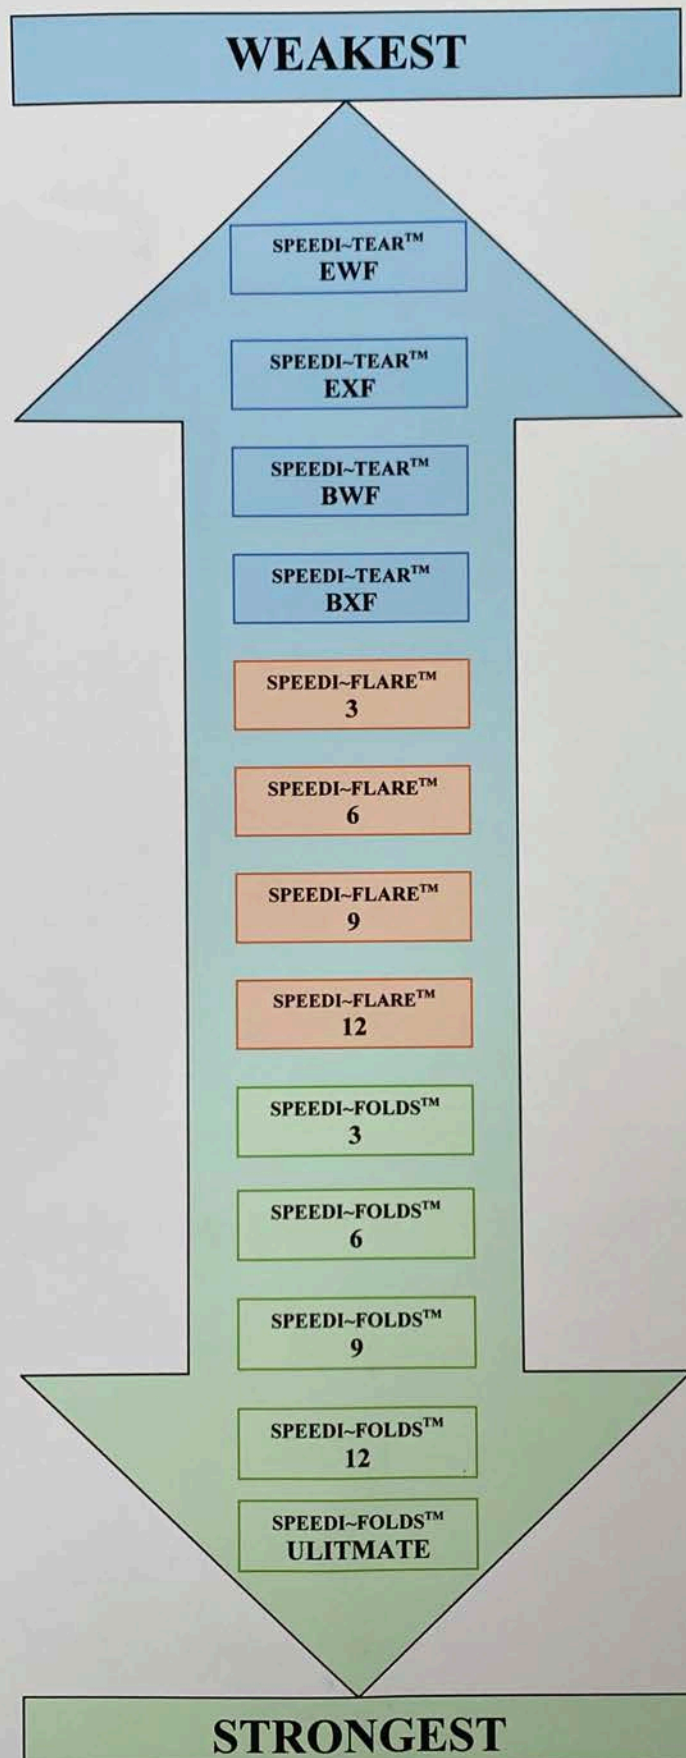 WEAKEST
SPEEDI~TEAR™
EWF
SPEEDI~TEAR™
EXF
SPEEDI~TEAR™
BWF
SPEEDI~TEAR™
BXF
SPEEDI~FLARE™
3
SPEEDI~FLARE™
6
SPEEDI~FLARE™
9
SPEEDI~FLARE™
12
SPEEDI~FOLDS™
3
SPEEDI~FOLDS™
6
SPEEDI~FOLDS™
9
SPEEDI~FOLDS™
12
SPEEDI~FOLDS™
ULITMATE
STRONGEST